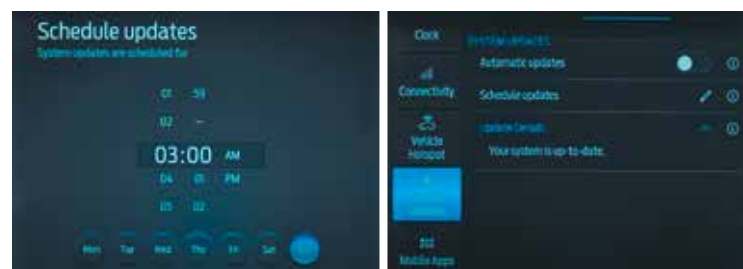 Schedule updates
System updates are scheduled for
01 59
02 --
03:00 AM
04 01 PM
05 02
Mon Tue Wed Thu Fri Sat
Clock
SYSTEM UPDATES
Automatic updates
Connectivity
Schedule updates
Vehicle
Hotspot
Update Details
Your system is up-to-date.
Mobile Apps